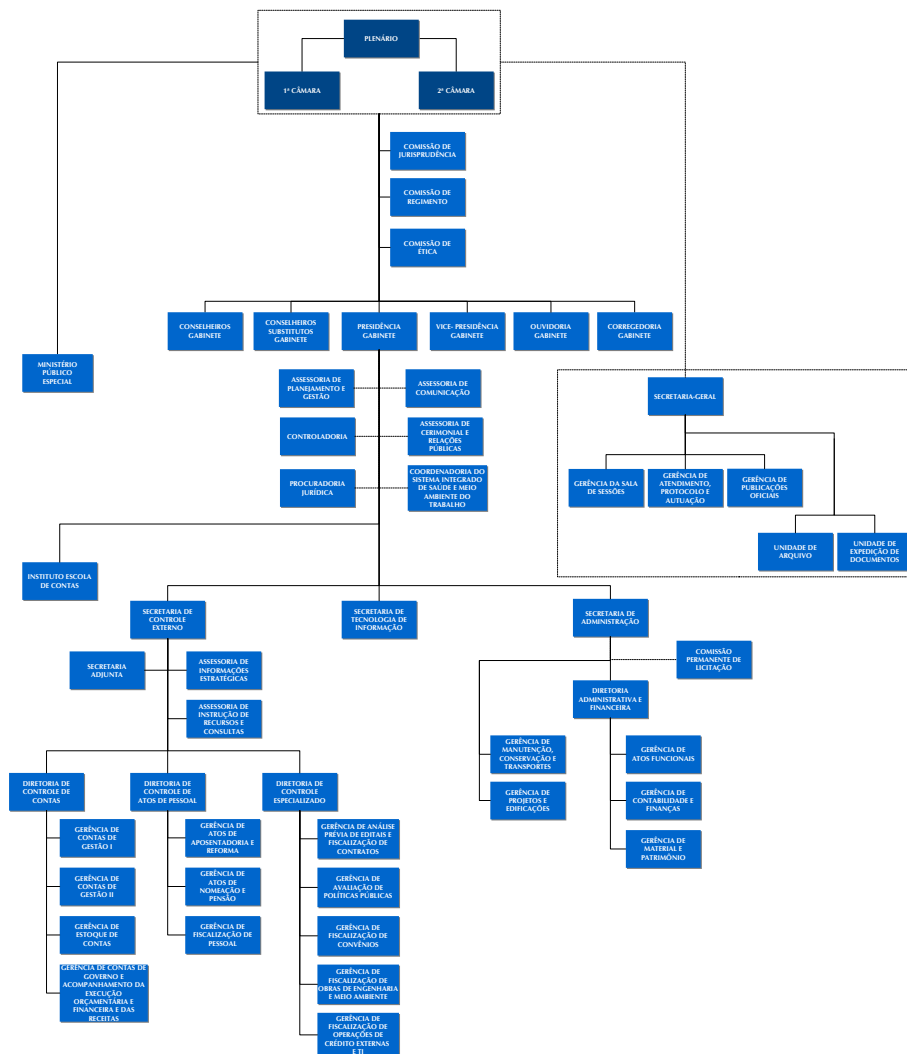 PLENÁRIO
1ª CÂMARA
2ª CÂMARA
COMISSÃO DE
JURISPRUDÊNCIA
COMISSÃO DE
REGIMENTO
COMISSÃO DE
ÉTICA
CONSELHEIROS
GABINETE
CONSELHEIROS
SUBSTITUTOS
GABINETE
PRESIDÊNCIA
GABINETE
VICE- PRESIDÊNCIA
GABINETE
OUVIDORIA
GABINETE
CORREGEDORIA
GABINETE
MINISTÉRIO
PÚBLICO
ESPECIAL
ASSESSORIA DE
PLANEJAMENTO E
GESTÃO
ASSESSORIA DE
COMUNICAÇÃO
SECRETARIA-GERAL
CONTROLADORIA
ASSESSORIA DE
CERIMONIAL E
RELAÇÕES
PÚBLICAS
PROCURADORIA
JURÍDICA
COORDENADORIA DO
SISTEMA INTEGRADO
DE SAÚDE E MEIO
AMBIENTE DO
TRABALHO
GERÊNCIA DA SALA
DE SESSÕES
GERÊNCIA DE
ATENDIMENTO,
PROTOCOLO E
AUTUAÇÃO
GERÊNCIA DE
PUBLICAÇÕES
OFICIAIS
UNIDADE DE
ARQUIVO
UNIDADE DE
EXPEDIÇÃO DE
DOCUMENTOS
INSTITUTO ESCOLA
DE CONTAS
SECRETARIA DE
CONTROLE
EXTERNO
SECRETARIA DE
TECNOLOGIA DE
INFORMAÇÃO
SECRETARIA DE
ADMINISTRAÇÃO
SECRETARIA
ADJUNTA
ASSESSORIA DE
INFORMAÇÕES
ESTRATÉGICAS
COMISSÃO
PERMANENTE DE
LICITAÇÃO
ASSESSORIA DE
INSTRUÇÃO DE
RECURSOS E
CONSULTAS
DIRETORIA
ADMINISTRATIVA E
FINANCEIRA
GERÊNCIA DE
MANUTENÇÃO,
CONSERVAÇÃO E
TRANSPORTES
GERÊNCIA DE
ATOS FUNCIONAIS
DIRETORIA DE
CONTROLE DE
CONTAS
DIRETORIA DE
CONTROLE DE
ATOS DE PESSOAL
DIRETORIA DE
CONTROLE
ESPECIALIZADO
GERÊNCIA DE
PROJETOS E
EDIFICAÇÕES
GERÊNCIA DE
CONTABILIDADE E
FINANÇAS
GERÊNCIA DE
CONTAS DE
GESTÃO I
GERÊNCIA DE
ATOS DE
APOSENTADORIA E
REFORMA
GERÊNCIA DE ANÁLISE
PRÉVIA DE EDITAIS E
FISCALIZAÇÃO DE
CONTRATOS
GERÊNCIA DE
MATERIAL E
PATRIMÔNIO
GERÊNCIA DE
CONTAS DE
GESTÃO II
GERÊNCIA DE
ATOS DE
NOMEAÇÃO E
PENSÃO
GERÊNCIA DE
AVALIAÇÃO DE
POLÍTICAS PÚBLICAS
GERÊNCIA DE
ESTOQUE DE
CONTAS
GERÊNCIA DE
FISCALIZAÇÃO DE
PESSOAL
GERÊNCIA DE
FISCALIZAÇÃO DE
CONVÊNIOS
GERÊNCIA DE CONTAS DE
GOVERNO E
ACOMPANHAMENTO DA
EXECUÇÃO
ORÇAMENTÁRIA E
FINANCEIRA E DAS
RECEITAS
GERÊNCIA DE
FISCALIZAÇÃO DE
OBRAS DE ENGENHARIA
E MEIO AMBIENTE
GERÊNCIA DE
FISCALIZAÇÃO DE
OPERAÇÕES DE
CRÉDITO EXTERNAS
E TI